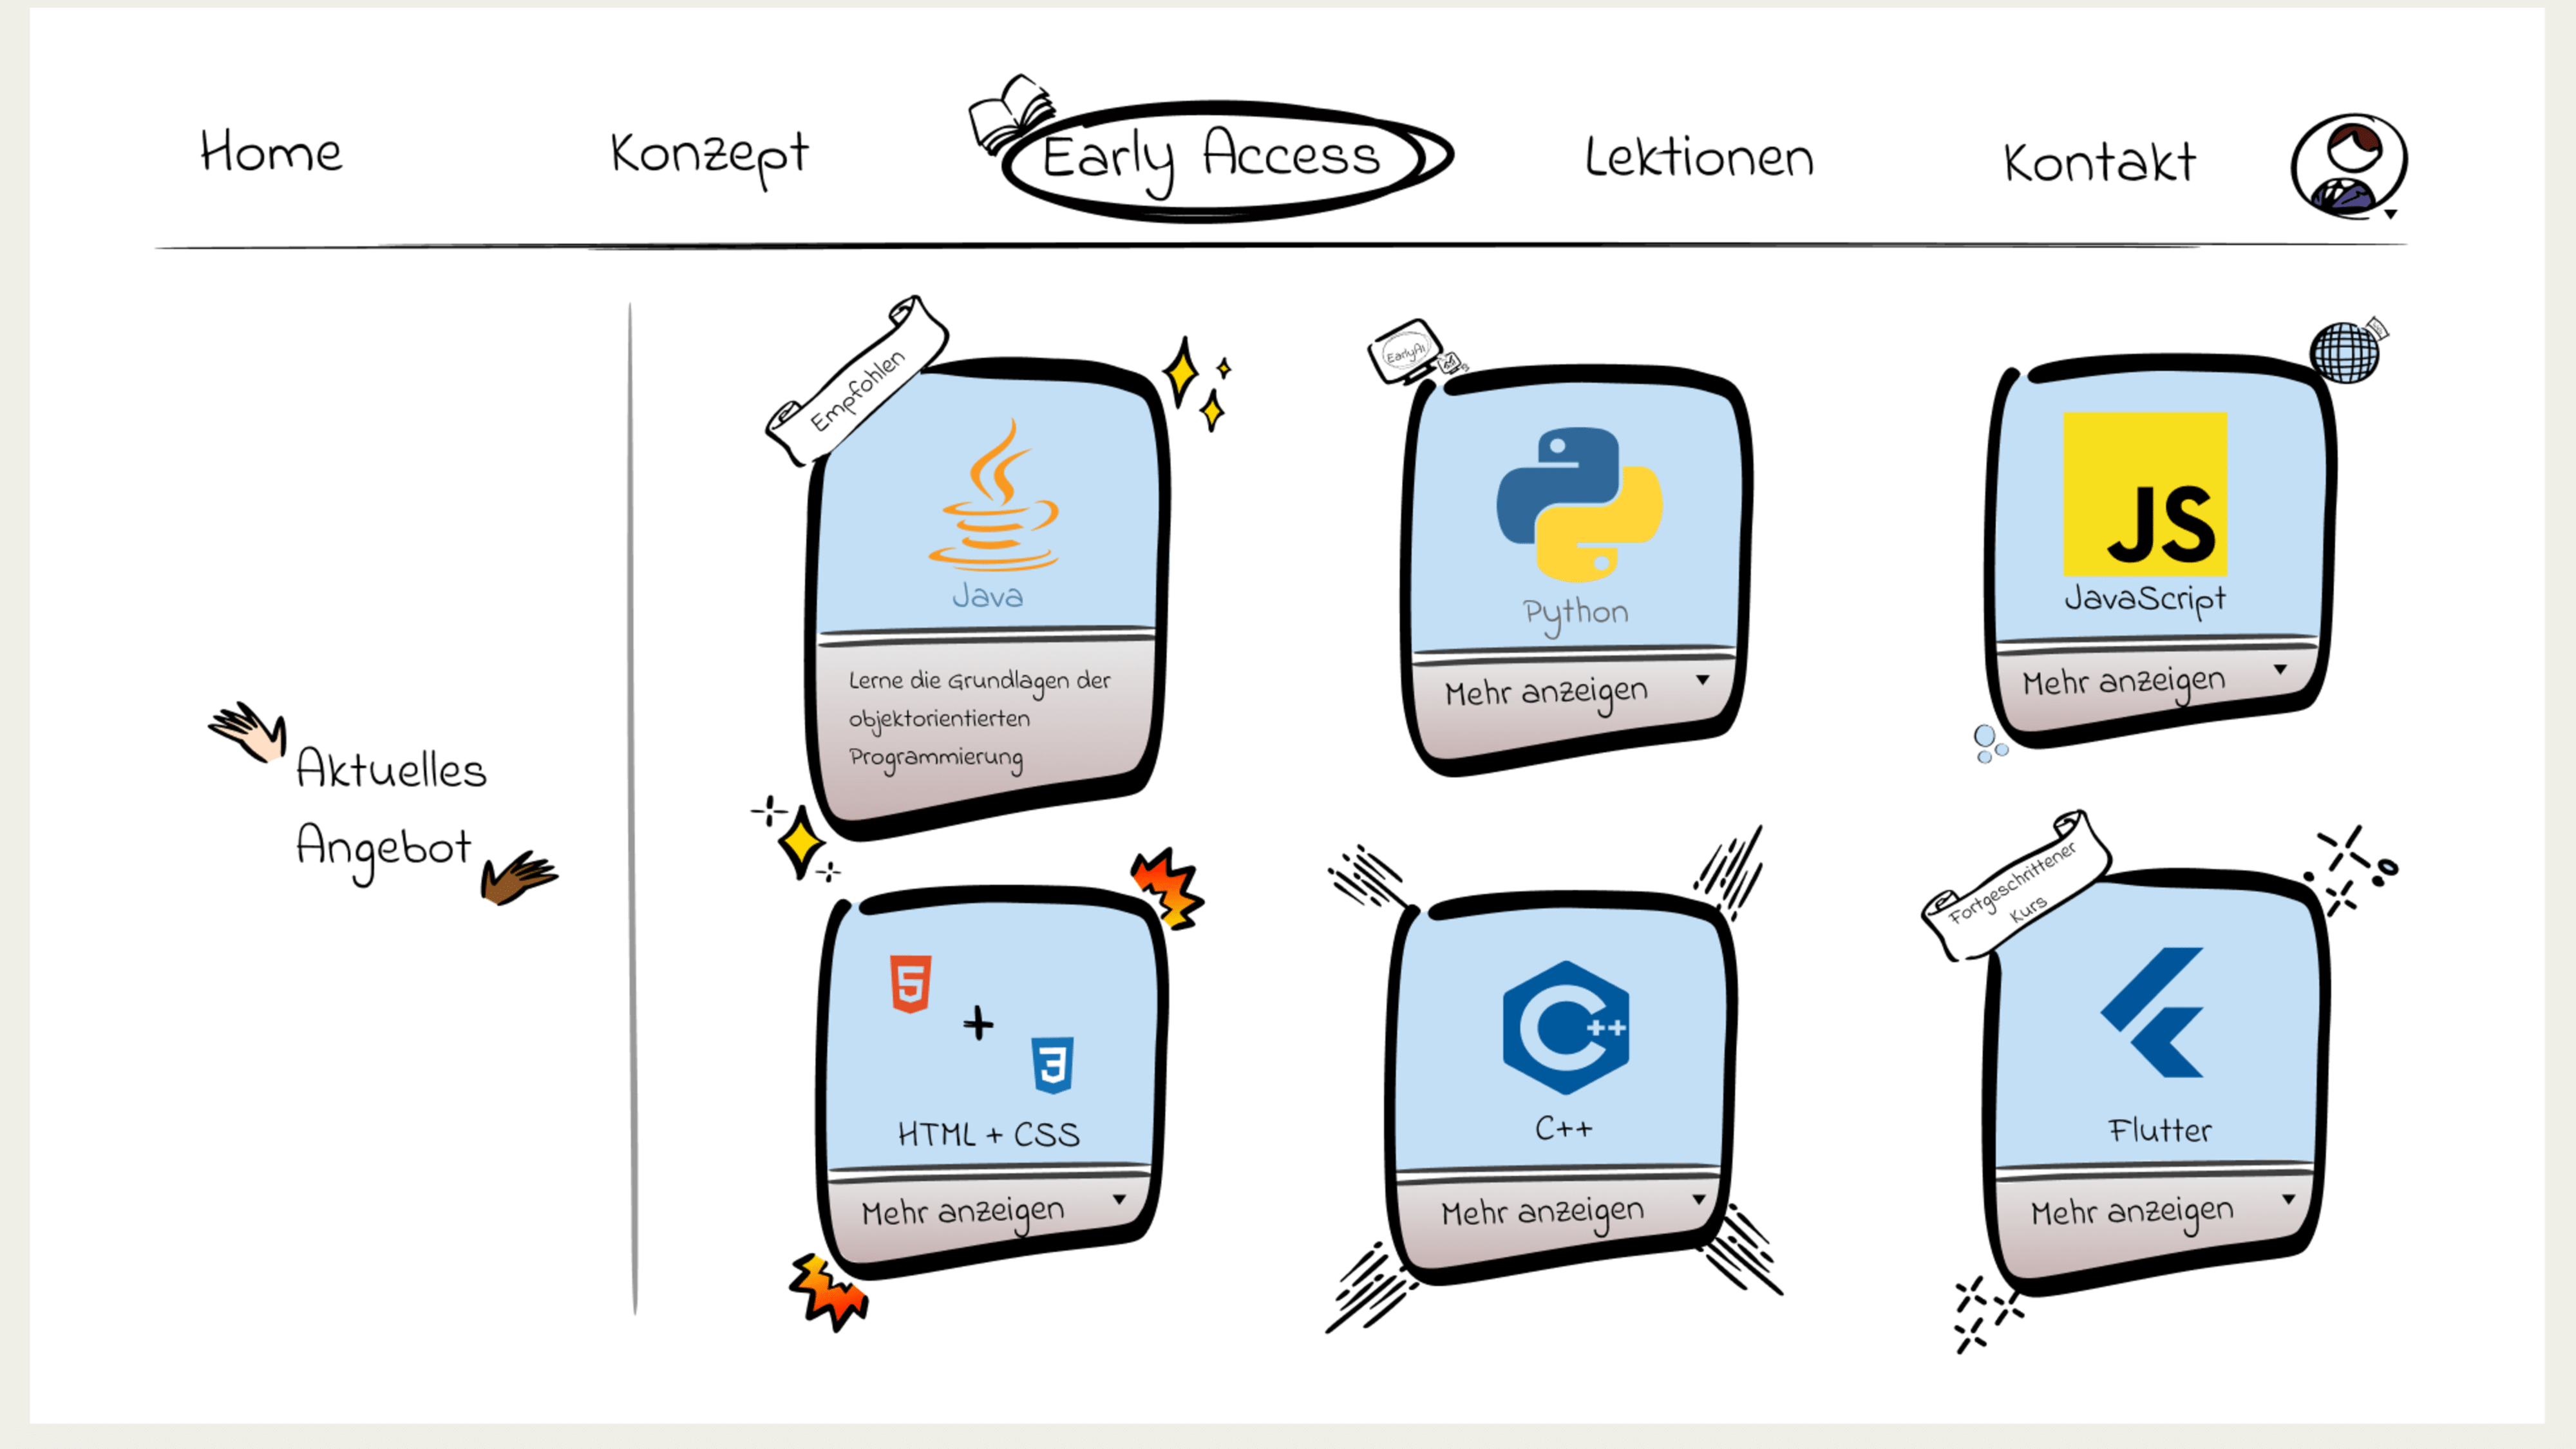 Home
Konzept
Early Access
Lektionen
Kontakt
Aktuelles
Angebot
Empfohlen
Java
Lerne die Grundlagen der
objektorientierten
Programmierung
Python
Mehr anzeigen
JS
JavaScript
Mehr anzeigen
5
+
3
HTML + CSS
Mehr anzeigen
C++
C++
Mehr anzeigen
Fortgeschrittener
Kurs
Flutter
Mehr anzeigen